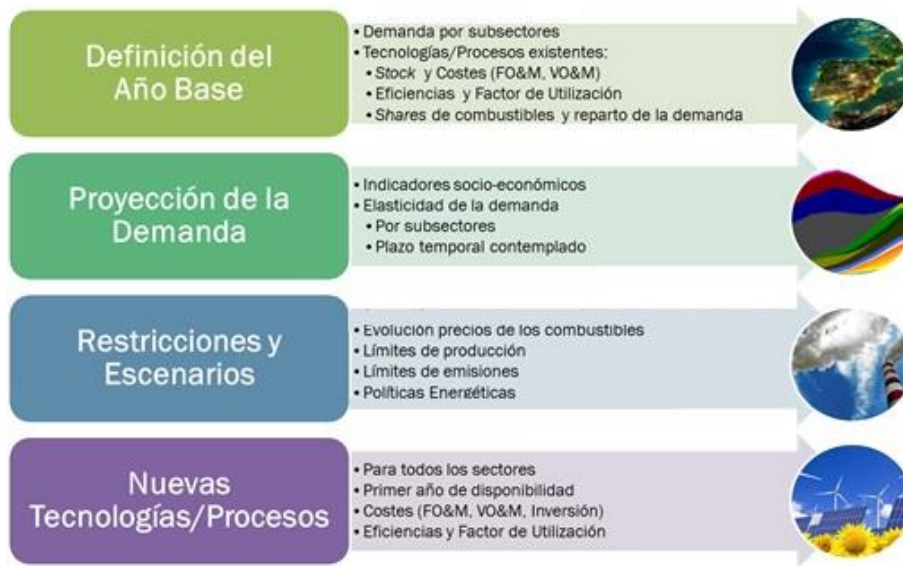 Definición del
Año Base
• Demanda por subsectores
• Tecnologías/Procesos existentes:
• Stock y Costes (FO&M, VO&M)
• Eficiencias y Factor de Utilización
• Shares de combustibles y reparto de la demanda
Proyección de la
Demanda
• Indicadores socio-económicos
• Elasticidad de la demanda
• Por subsectores
• Plazo temporal contemplado
Restricciones y
Escenarios
• Evolución precios de los combustibles
• Límites de producción
• Límites de emisiones
• Políticas Energéticas
Nuevas
Tecnologías/Procesos
• Para todos los sectores
• Primer año de disponibilidad
• Costes (FO&M, VO&M, Inversión)
• Eficiencias y Factor de Utilización